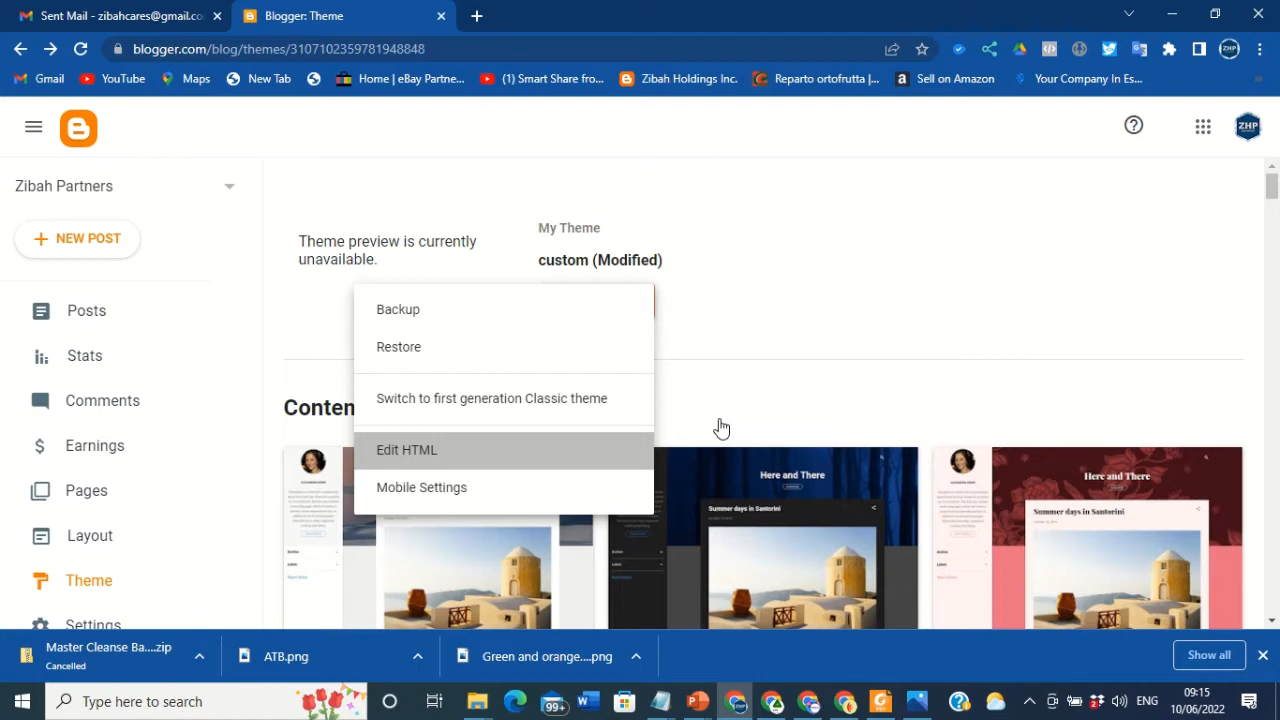 Sent Mail - zibahcares@gmail.co
Blogger: Theme
blogger.com/blog/themes/3107102359781948848
Gmail
YouTube
Maps
New Tab
Home | eBay Partne...
(1) Smart Share fro...
Zibah Holdings Inc.
Reparto ortofrutta |...
Sell on Amazon
Your Company In Es...
ZHP
Zibah Partners
NEW POST
Posts
Stats
Comments
Earnings
Pages
Layout
Theme
Settings
Theme preview is currently
unavailable.
My Theme
custom (Modified)
Backup
Restore
Switch to first generation Classic theme
Edit HTML
Mobile Settings
Conten
Here and There
Summer days in Santorini
Here and There
Summer days in Santorini
Master Cleanse Ba....zip
Cancelled
ATB.png
Green and orange....png
Show all
Type here to search
99+
ENG
09:15
10/06/2022